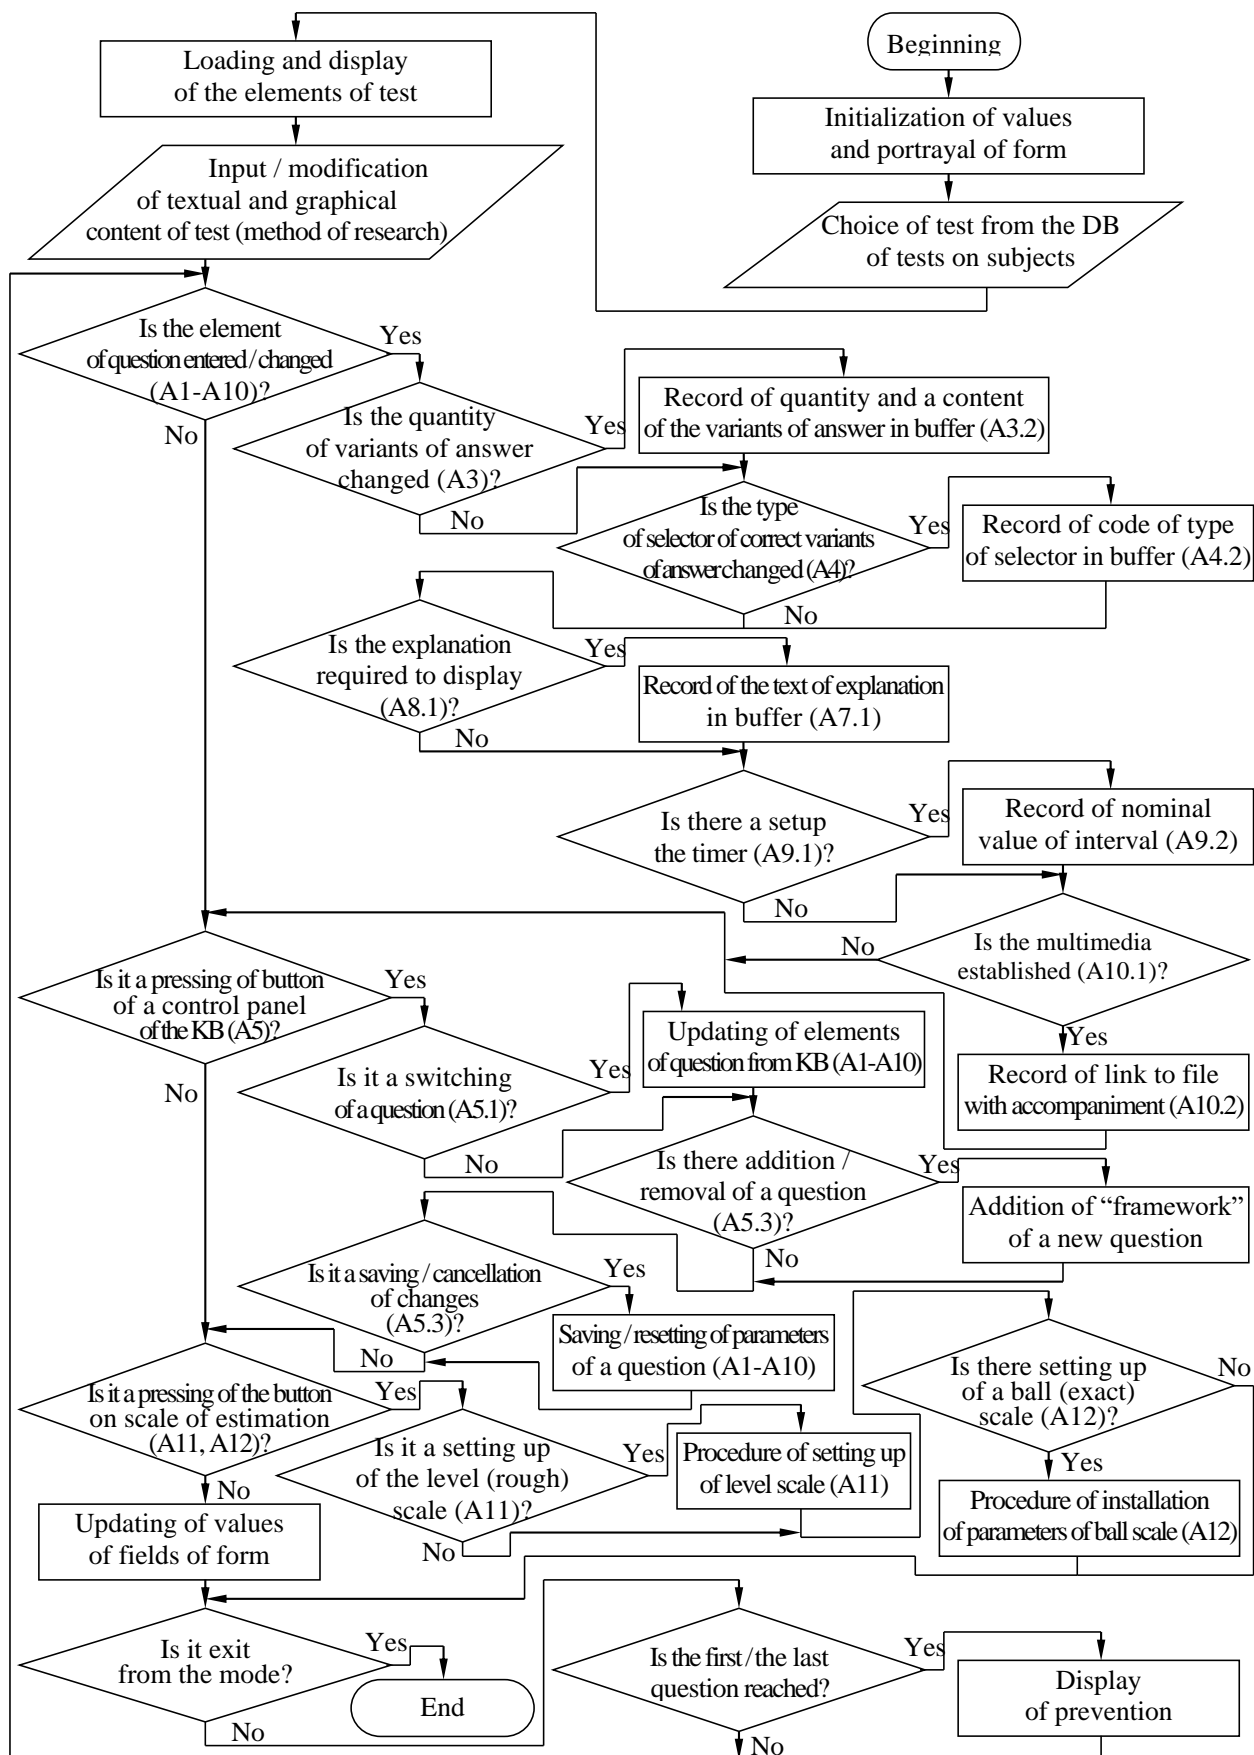 Beginning
Initialization of values
and portrayal of form
Choice of test from the DB
of tests on subjects
Loading and display
of the elements of test
Input / modification
of textual and graphical
content of test (method of research)
Is the element
of question entered / changed
(A1-A10)?
Yes
No
Is the quantity
of variants of answer
changed (A3)?
Yes
No
Record of quantity and a content
of the variants of answer in buffer (A3.2)
Is the type
of selector of correct variants
of answer changed (A4)?
Yes
No
Record of code of type
of selector in buffer (A4.2)
Is the explanation
required to display
(A8.1)?
Yes
No
Record of the text of explanation
in buffer (A7.1)
Is there a setup
the timer (A9.1)?
Yes
No
Record of nominal
value of interval (A9.2)
Is the multimedia
established (A10.1)?
No
Yes
Record of link to file
with accompaniment (A10.2)
Is it a pressing of button
of a control panel
of the KB (A5)?
Yes
No
Is it a switching
of a question (A5.1)?
Yes
No
Updating of elements
of question from KB (A1-A10)
Is there addition /
removal of a question
(A5.3)?
Yes
No
Addition of “framework”
of a new question
Is it a saving / cancellation
of changes
(A5.3)?
Yes
No
Saving / resetting of parameters
of a question (A1-A10)
Is it a pressing of the button
on scale of estimation
(A11, A12)?
Yes
No
Is it a setting up
of the level (rough)
scale (A11)?
Yes
No
Procedure of setting up
of level scale (A11)
Is there setting up
of a ball (exact)
scale (A12)?
No
Yes
Procedure of installation
of parameters of ball scale (A12)
Updating of values
of fields of form
Is it exit
from the mode?
Yes
No
End
Is the first / the last
question reached?
Yes
No
Display
of prevention